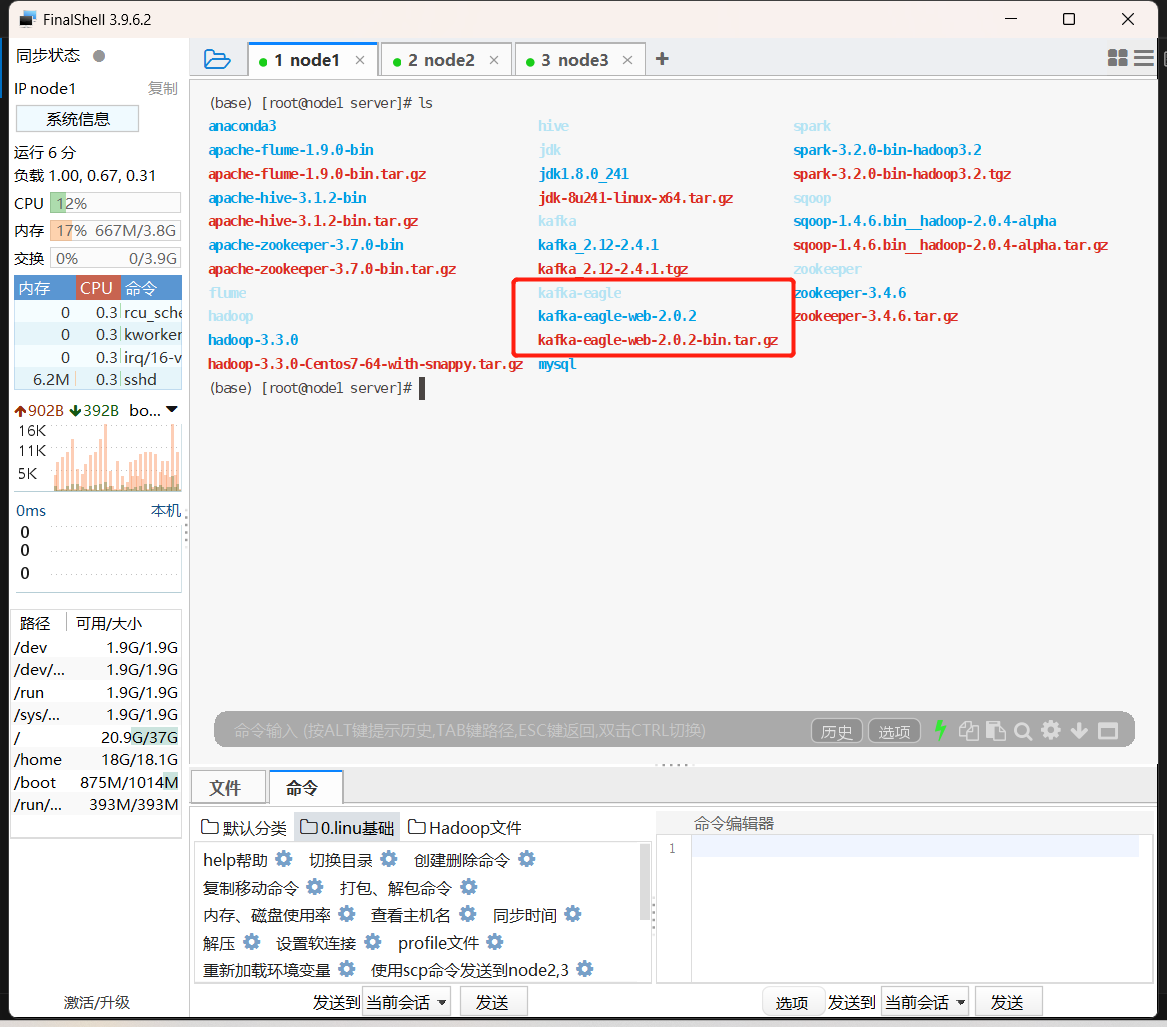 FinalShell 3.9.6.2
同步状态
IP node1 复制
系统信息
运行 6 分
负载 1.00, 0.67, 0.31
CPU 12%
内存 17% 667M/3.8G
交换 0% 0/3.9G
内存 CPU 命令
0 0.3 rcu_sche
0 0.3 kworker
0 0.3 irq/16-v
6.2M 0.3 sshd
902B 392B bo...
16K
11K
5K
0ms 本机
0
0
0
路径 可用/大小
/dev 1.9G/1.9G
/dev/... 1.9G/1.9G
/run 1.9G/1.9G
/sys/... 1.9G/1.9G
/ 20.9G/37G
/home 18G/18.1G
/boot 875M/1014M
/run/... 393M/393M
激活/升级
1 node1 2 node2 3 node3
(base) [root@node1 server]# ls
anaconda3 hive spark
apache-flume-1.9.0-bin jdk spark-3.2.0-bin-hadoop3.2
apache-flume-1.9.0-bin.tar.gz jdk1.8.0_241 spark-3.2.0-bin-hadoop3.2.tgz
apache-hive-3.1.2-bin jdk-8u241-linux-x64.tar.gz sqoop
apache-hive-3.1.2-bin.tar.gz kafka sqoop-1.4.6.bin__hadoop-2.0.4-alpha
apache-zookeeper-3.7.0-bin kafka_2.12-2.4.1 sqoop-1.4.6.bin__hadoop-2.0.4-alpha.tar.gz
apache-zookeeper-3.7.0-bin.tar.gz kafka_2.12-2.4.1.tgz zookeeper
flume kafka-eagle zookeeper-3.4.6
hadoop kafka-eagle-web-2.0.2 zookeeper-3.4.6.tar.gz
hadoop-3.3.0 kafka-eagle-web-2.0.2-bin.tar.gz
hadoop-3.3.0-Centos7-64-with-snappy.tar.gz mysql
(base) [root@node1 server]#
命令输入 (按ALT键提示历史,TAB键路径,ESC键返回,双击CTRL切换) 历史 选项
文件 命令
默认分类 0.linu基础 Hadoop文件
help帮助 切换目录 创建删除命令
复制移动命令 打包、解包命令
内存、磁盘使用率 查看主机名 同步时间
解压 设置软连接 profile文件
重新加载环境变量 使用scp命令发送到node2,3
发送到 当前会话 发送
命令编辑器
1
选项 发送到 当前会话 发送